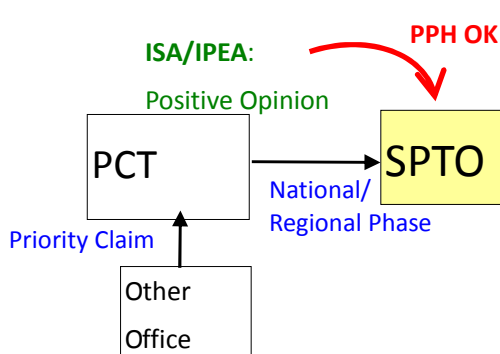 PPH OK
ISA/IPEA:
Positive Opinion
PCT
SPTO
National/
Regional Phase
Priority Claim
Other
Office